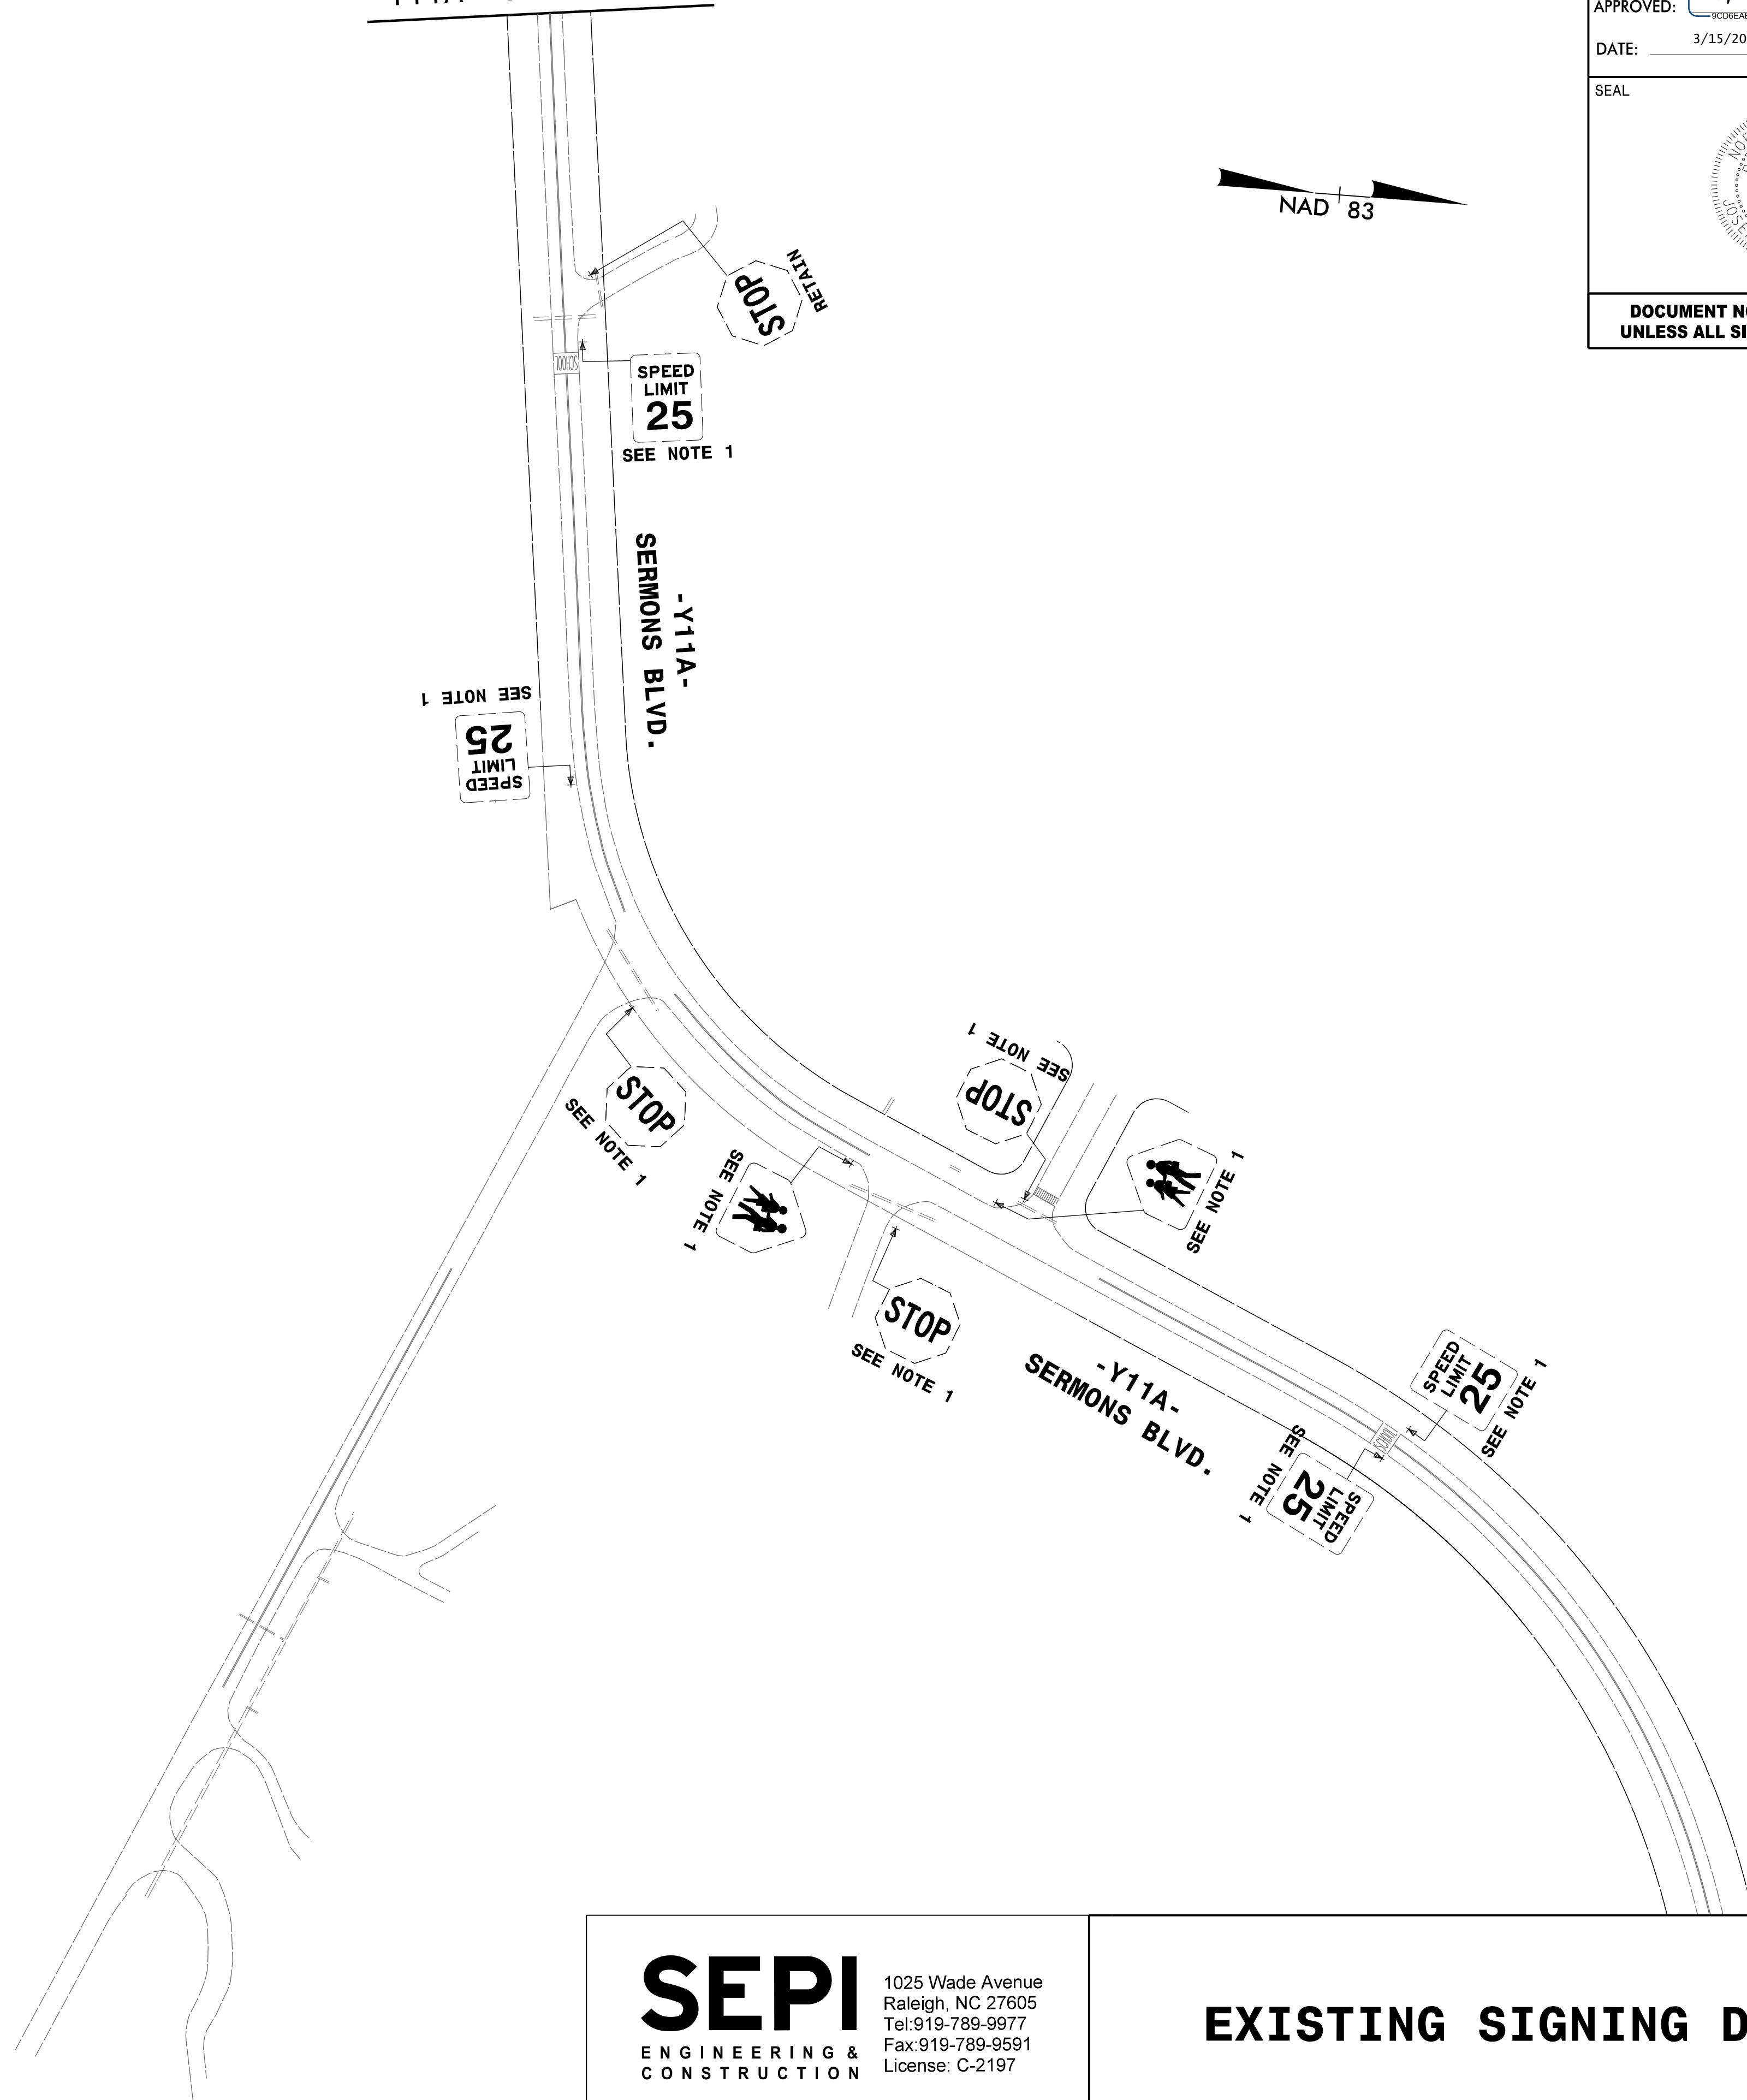 APPROVED:
DATE:
3/15/20
SEAL
DOCUMENT N
UNLESS ALL SI
NAD 83
STOP
RETAIN
SCHOOL
SPEED
LIMIT
25
SEE NOTE 1
-Y11A-
SERMONS BLVD.
SEE NOTE 1
SPEED
LIMIT
25
STOP
SEE NOTE 1
SEE NOTE 1
STOP
SEE NOTE 1
SEE NOTE 1
STOP
SEE NOTE 1
-Y11A-
SERMONS BLVD.
SPEED
LIMIT
25
SEE NOTE 1
SCHOOL
SPEED
LIMIT
25
SEE NOTE 1
SEPI
ENGINEERING &
CONSTRUCTION
1025 Wade Avenue
Raleigh, NC 27605
Tel:919-789-9977
Fax:919-789-9591
License: C-2197
EXISTING SIGNING D